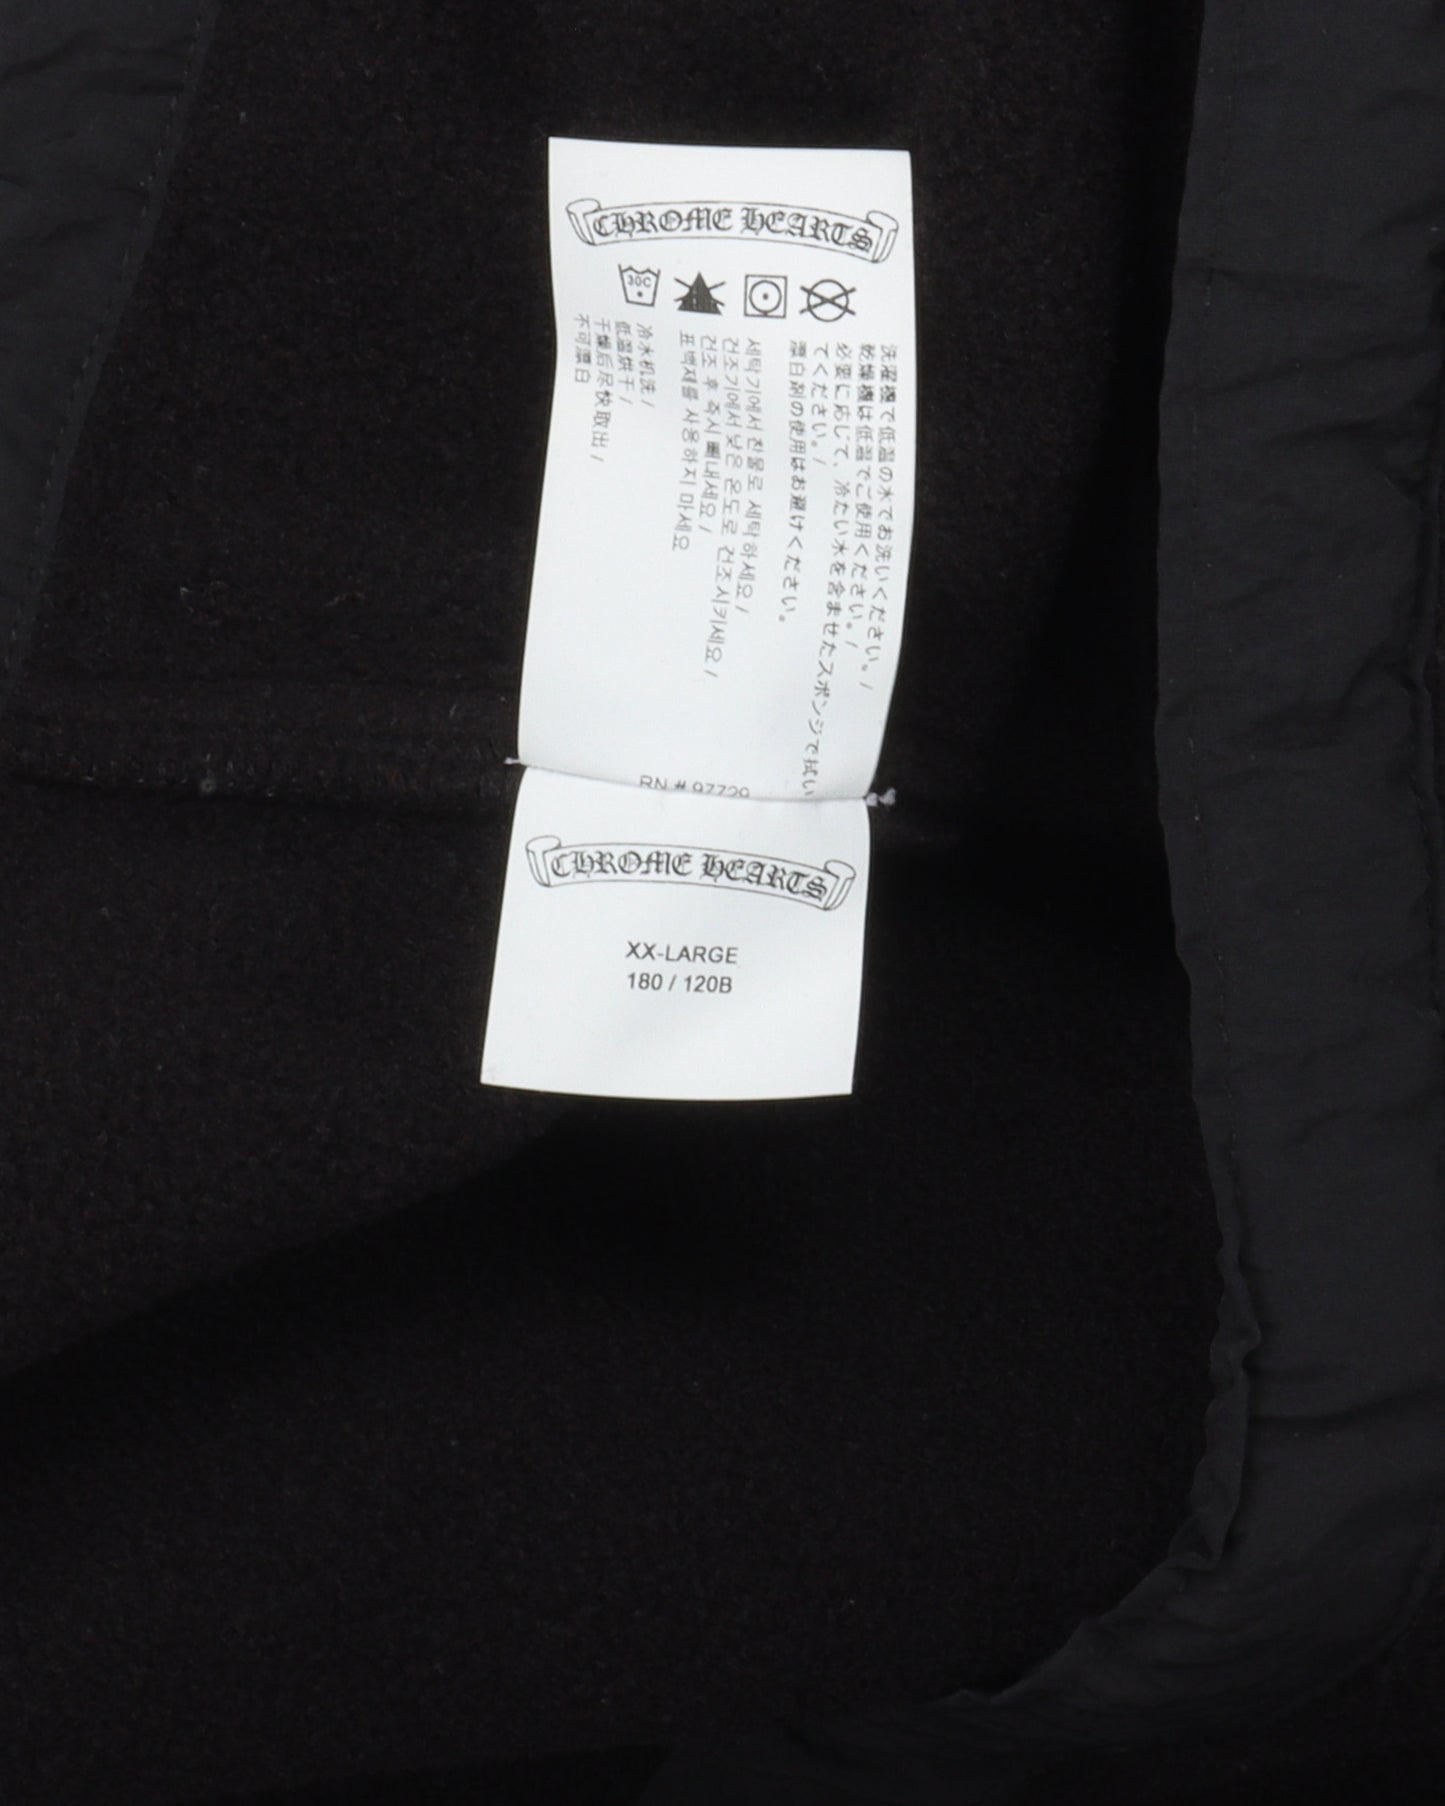 CHROME HEARTS
30C
洗濯機で低温の水でお洗いください。/
乾燥機は低温でご使用ください。/
必要に応じて、冷たい水を含ませたスポンジで拭い
てください。/
漂白剤の使用はお避けください。
세탁기에서 찬물로 세탁하세요 /
건조기에서 낮은 온도로 건조시키세요 /
건조 후 즉시 빼내세요 /
표백제를 사용하지 마세요
冷水机洗 /
低温烘干 /
干燥后尽快取出 /
不可漂白
RN # 97729
CHROME HEARTS
XX-LARGE
180 / 120B